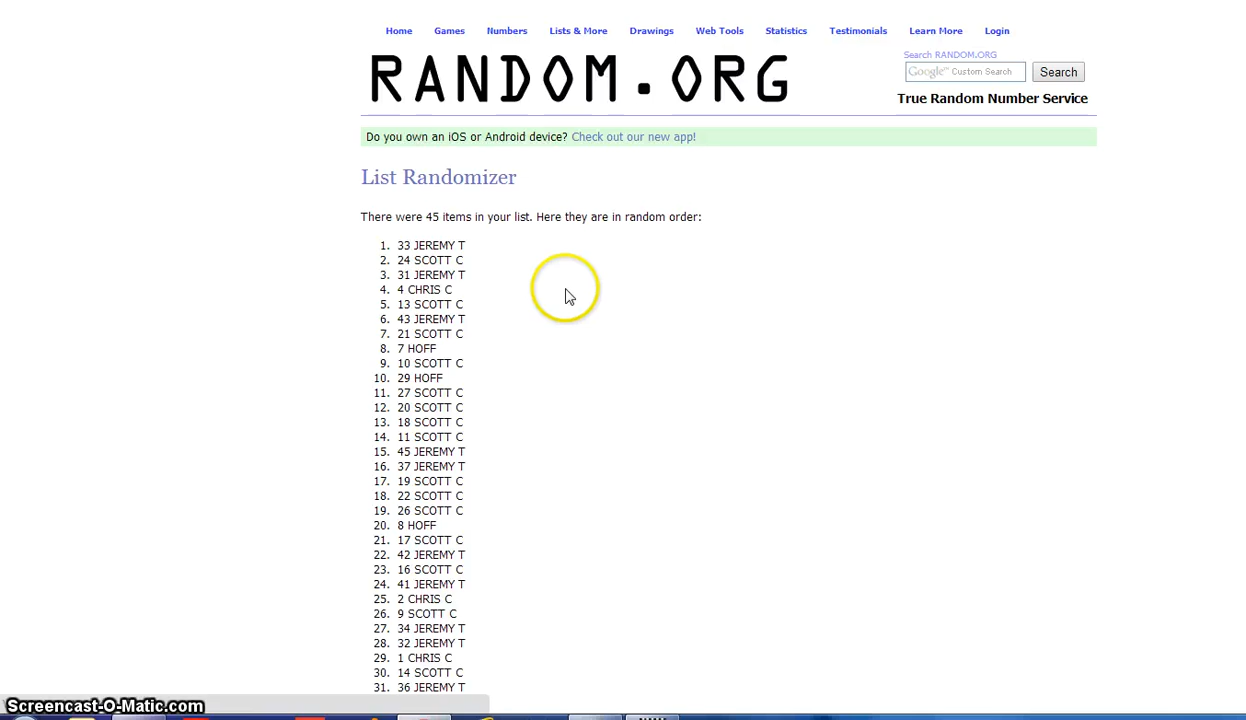 Home Games Numbers Lists & More Drawings Web Tools Statistics Testimonials Learn More Login
Search RANDOM.ORG
RANDOM.ORG
Google™ Custom Search Search
True Random Number Service
Do you own an iOS or Android device? Check out our new app!
List Randomizer
There were 45 items in your list. Here they are in random order:
1. 33 JEREMY T
2. 24 SCOTT C
3. 31 JEREMY T
4. 4 CHRIS C
5. 13 SCOTT C
6. 43 JEREMY T
7. 21 SCOTT C
8. 7 HOFF
9. 10 SCOTT C
10. 29 HOFF
11. 27 SCOTT C
12. 20 SCOTT C
13. 18 SCOTT C
14. 11 SCOTT C
15. 45 JEREMY T
16. 37 JEREMY T
17. 19 SCOTT C
18. 22 SCOTT C
19. 26 SCOTT C
20. 8 HOFF
21. 17 SCOTT C
22. 42 JEREMY T
23. 16 SCOTT C
24. 41 JEREMY T
25. 2 CHRIS C
26. 9 SCOTT C
27. 34 JEREMY T
28. 32 JEREMY T
29. 1 CHRIS C
30. 14 SCOTT C
31. 36 JEREMY T
Screencast-O-Matic.com